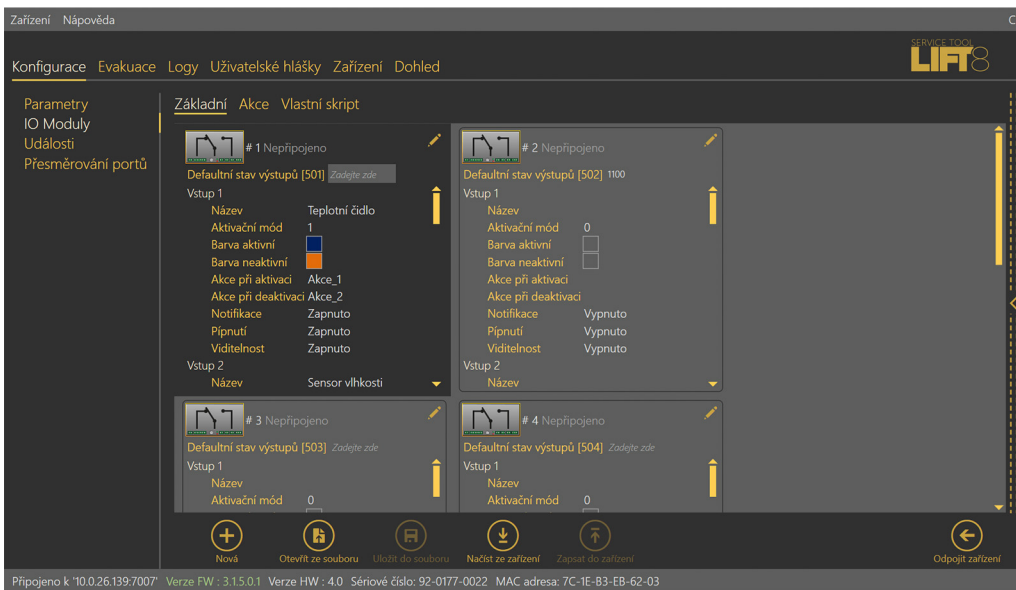 Zařízení Nápověda
SERVICE TOOL
LIFT8
Konfigurace Evakuace Logy Uživatelské hlášky Zařízení Dohled
Parametry
IO Moduly
Události
Přesměrování portů
Základní Akce Vlastní skript
# 1 Nepřipojeno
Defaultní stav výstupů [501] Zadejte zde
Vstup 1
Název Teplotní čidlo
Aktivační mód 1
Barva aktivní
Barva neaktivní
Akce při aktivaci Akce_1
Akce při deaktivaci Akce_2
Notifikace Zapnuto
Pípnutí Zapnuto
Viditelnost Zapnuto
Vstup 2
Název Sensor vlhkosti
# 2 Nepřipojeno
Defaultní stav výstupů [502] 1100
Vstup 1
Název
Aktivační mód 0
Barva aktivní
Barva neaktivní
Akce při aktivaci
Akce při deaktivaci
Notifikace Vypnuto
Pípnutí Vypnuto
Viditelnost Vypnuto
Vstup 2
Název
# 3 Nepřipojeno
Defaultní stav výstupů [503] Zadejte zde
Vstup 1
Název
Aktivační mód 0
# 4 Nepřipojeno
Defaultní stav výstupů [504] Zadejte zde
Vstup 1
Název
Aktivační mód 0
Nová Otevřít ze souboru Uložit do souboru Načíst ze zařízení Zapsat do zařízení Odpojit zařízení
Připojeno k '10.0.26.139:7007' Verze FW : 3.1.5.0.1 Verze HW : 4.0 Sériové číslo: 92-0177-0022 MAC adresa: 7C-1E-B3-EB-62-03